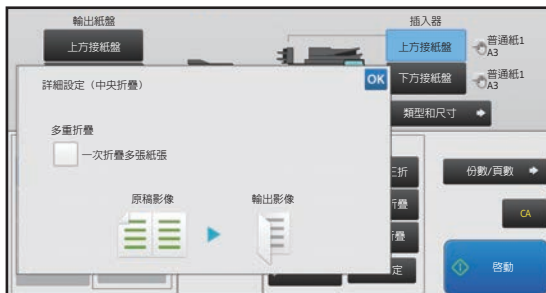 輸出紙盤
插入器
上方接紙盤
上方接紙盤
普通紙1
A3
下方接紙盤
普通紙1
A3
類型和尺寸
詳細設定（中央折疊）
OK
多重折疊
一次折疊多張紙張
原稿影像
輸出影像
三折
折疊
折疊
定
份數/頁數
CA
啓動